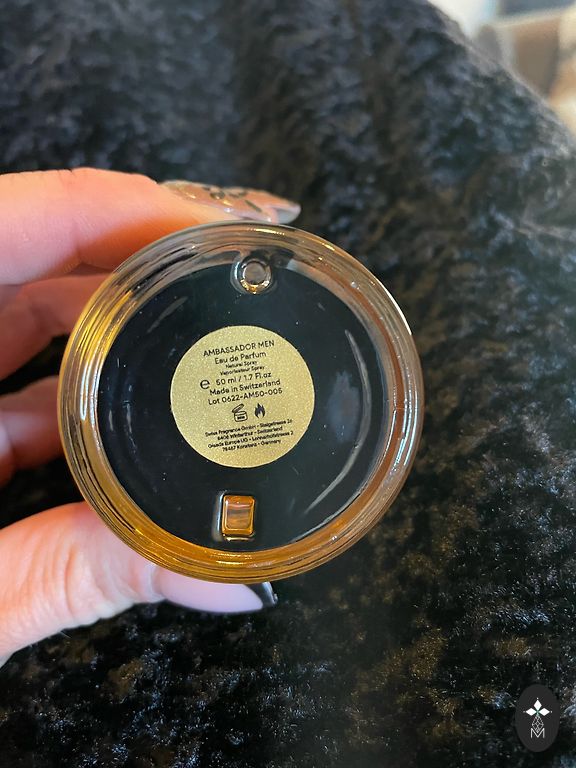 AMBASSADOR MEN
Eau de Parfum
Natural Spray
Vaporisateur Spray
℮ 50 ml / 1.7 Fl.oz
Made in Switzerland
Lot 0622-AM50-005
Swiss Fragrance GmbH - Steigstrasse 26
8406 Winterthur - Switzerland
Gisada Europe UG - Lohnerhofstrasse 2
78467 Konstanz - Germany